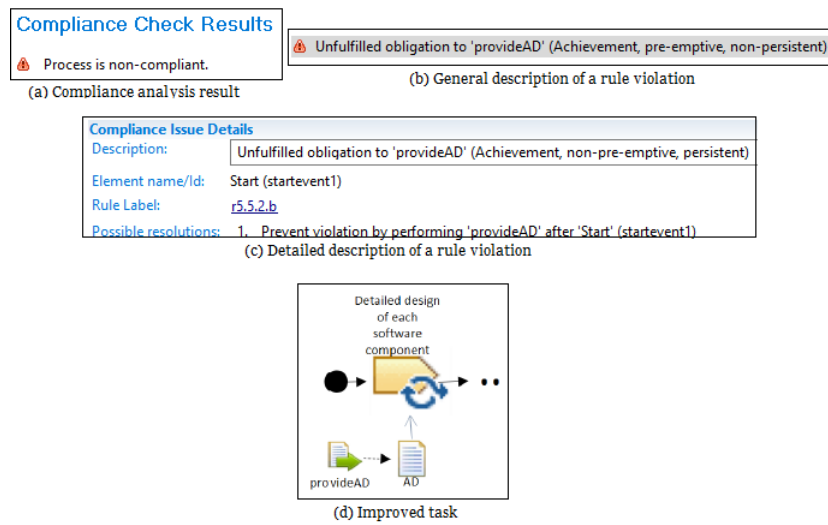 Compliance Check Results
Process is non-compliant.
(a) Compliance analysis result
Unfulfilled obligation to 'provideAD' (Achievement, pre-emptive, non-persistent)
(b) General description of a rule violation
Compliance Issue Details
Description: Unfulfilled obligation to 'provideAD' (Achievement, non-pre-emptive, persistent)
Element name/Id: Start (startevent1)
Rule Label: r5.5.2.b
Possible resolutions: 1. Prevent violation by performing 'provideAD' after 'Start' (startevent1)
(c) Detailed description of a rule violation
Detailed design
of each
software
component
provideAD AD
(d) Improved task